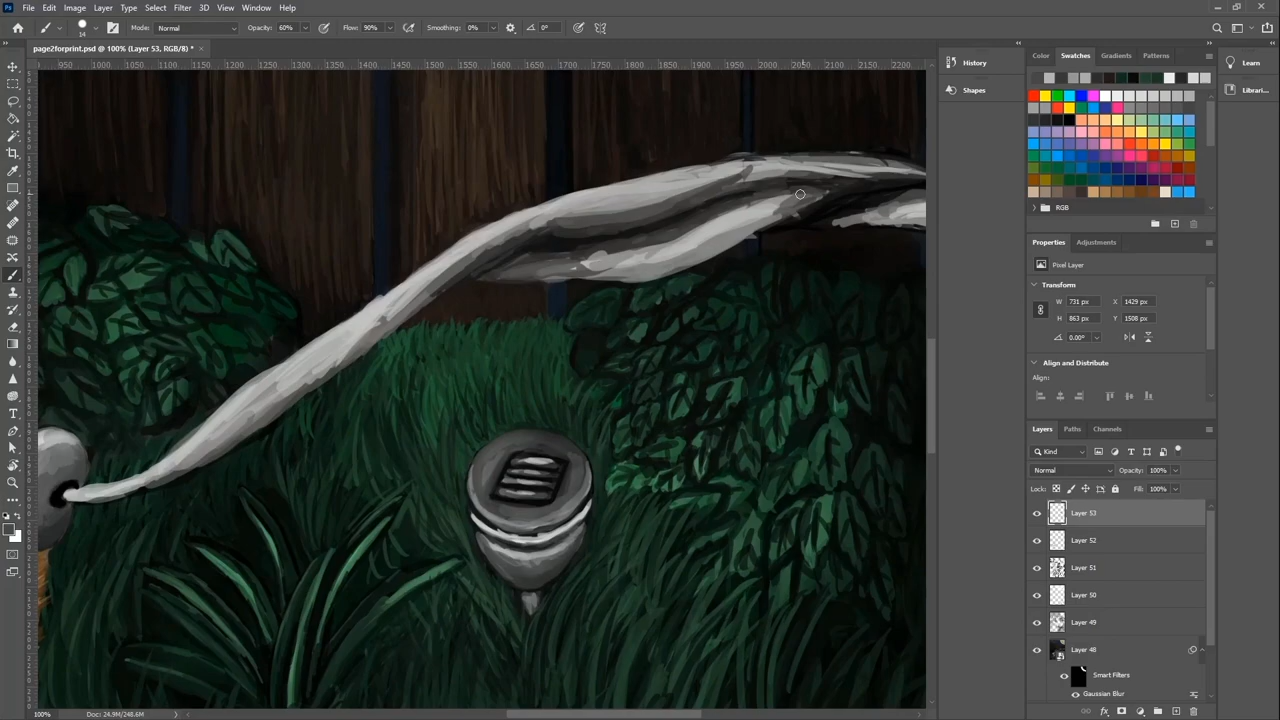 File Edit Image Layer Type Select Filter 3D View Window Help
14 Mode: Normal Opacity: 60% Flow: 90% Smoothing: 0% 0°
page2forprint.psd @ 100% (Layer 53, RGB/8) *
950 1000 1050 1100 1150 1200 1250 1300 1350 1400 1450 1500 1550 1600 1650 1700 1750 1800 1850 1900 1950 2000 2050 2100 2150 2200
History
Shapes
Color Swatches Gradients Patterns
RGB
Learn
Librari...
Properties Adjustments
Pixel Layer
Transform
W 731 px X 1429 px
H 863 px Y 1508 px
0.00°
Align and Distribute
Align:
Layers Paths Channels
Kind
Normal Opacity: 100%
Lock: Fill: 100%
Layer 53
Layer 52
Layer 51
Layer 50
Layer 49
Layer 48
Smart Filters
Gaussian Blur
100% Doc: 24.9M/248.6M